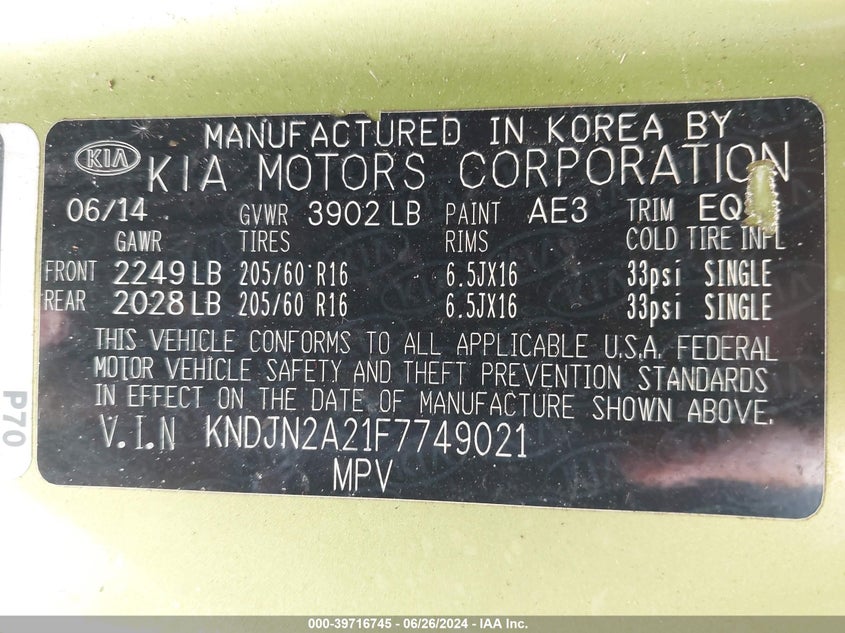 MANUFACTURED IN KOREA BY
KIA KIA MOTORS CORPORATION
06/14 GVWR 3902 LB PAINT AE3 TRIM EQ
GAWR TIRES RIMS COLD TIRE INFL
FRONT 2249 LB 205/60 R16 6.5JX16 33psi SINGLE
REAR 2028 LB 205/60 R16 6.5JX16 33psi SINGLE
THIS VEHICLE CONFORMS TO ALL APPLICABLE U.S.A. FEDERAL
MOTOR VEHICLE SAFETY AND THEFT PREVENTION STANDARDS
IN EFFECT ON THE DATE OF MANUFACTURE SHOWN ABOVE.
V.I.N KNDJN2A21F7749021
MPV
P70
000-39716745 - 06/26/2024 - IAA Inc.